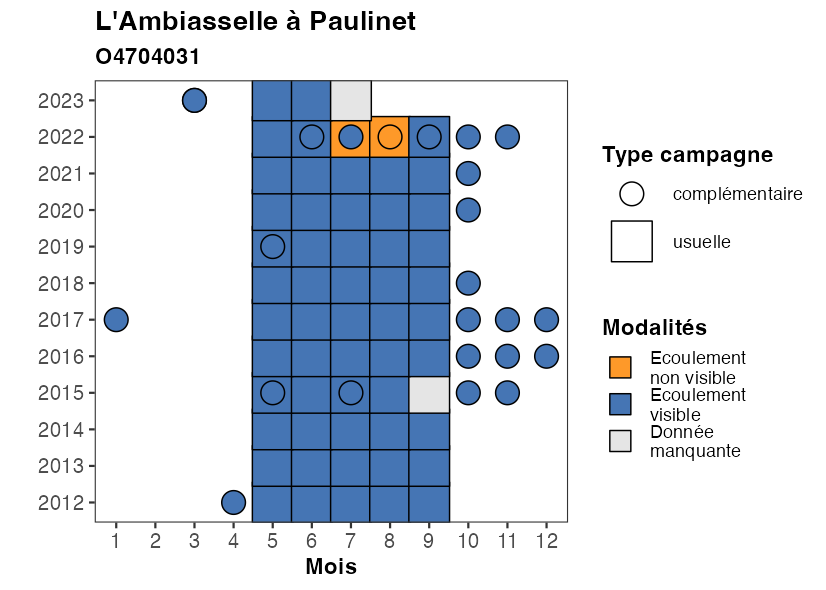 L'Ambiasselle à Paulinet
O4704031
2023
2022
2021
2020
2019
2018
2017
2016
2015
2014
2013
2012
1 2 3 4 5 6 7 8 9 10 11 12
Mois
Type campagne
complémentaire
usuelle
Modalités
Ecoulement
non visible
Ecoulement
visible
Donnée
manquante